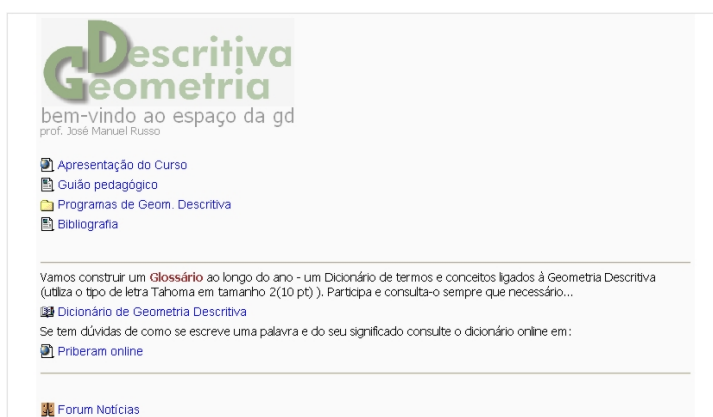 Descritiva
Geometria
bem-vindo ao espaço da gd
prof. José Manuel Russo
Apresentação do Curso
Guião pedagógico
Programas de Geom. Descritiva
Bibliografia
Vamos construir um Glossário ao longo do ano - um Dicionário de termos e conceitos ligados à Geometria Descritiva
(utiliza o tipo de letra Tahoma em tamanho 2(10 pt) ). Participa e consulta-o sempre que necessário...
Dicionário de Geometria Descritiva
Se tem dúvidas de como se escreve uma palavra e do seu significado consulte o dicionário online em:
Priberam online
Forum Notícias